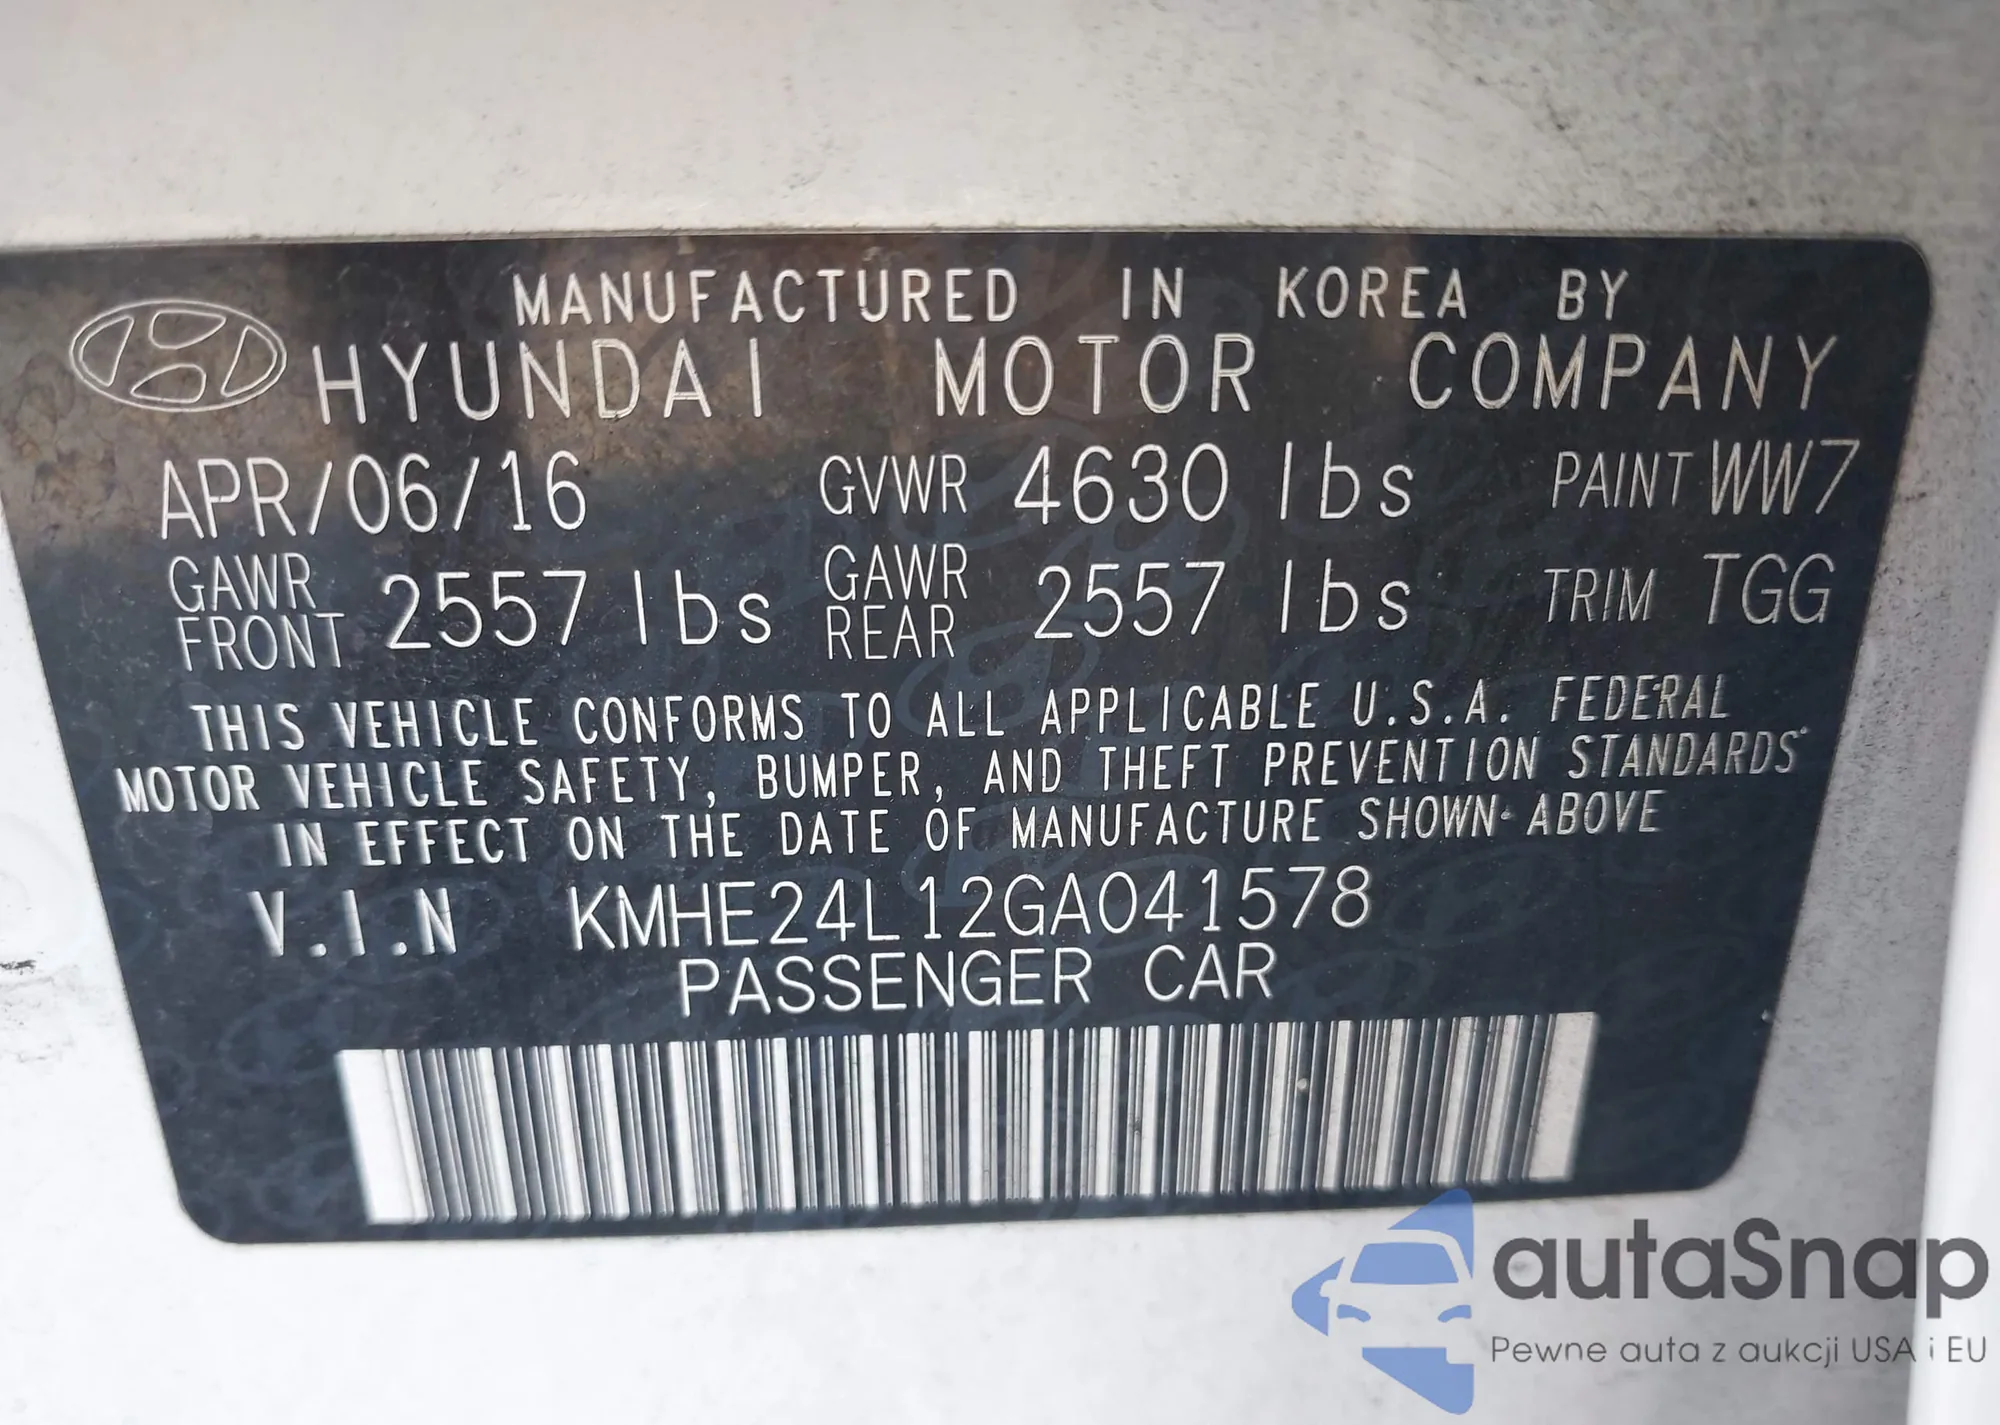 MANUFACTURED IN KOREA BY
HYUNDAI MOTOR COMPANY
APR/06/16 GVWR 4630 lbs PAINT WW7
GAWR FRONT 2557 lbs GAWR REAR 2557 lbs TRIM TGG
THIS VEHICLE CONFORMS TO ALL APPLICABLE U.S.A. FEDERAL
MOTOR VEHICLE SAFETY, BUMPER, AND THEFT PREVENTION STANDARDS
IN EFFECT ON THE DATE OF MANUFACTURE SHOWN ABOVE
V.I.N KMHE24L12GA041578
PASSENGER CAR
autaSnap
Pewne auta z aukcji USA i EU